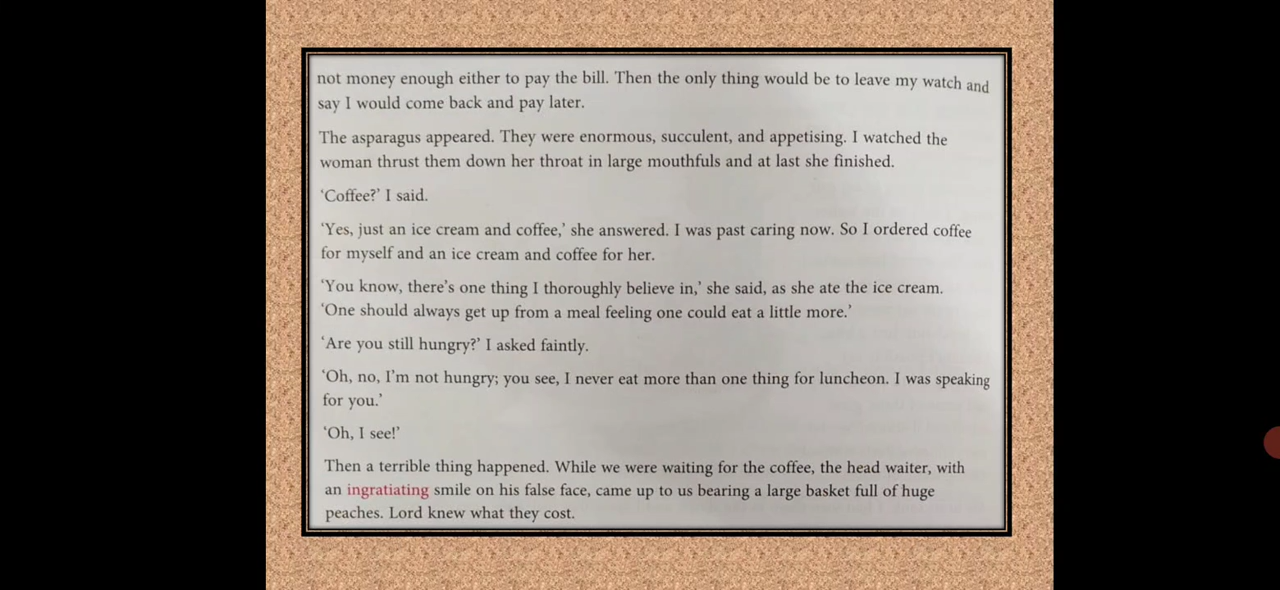 not money enough either to pay the bill. Then the only thing would be to leave my watch and
say I would come back and pay later.
The asparagus appeared. They were enormous, succulent, and appetising. I watched the
woman thrust them down her throat in large mouthfuls and at last she finished.
‘Coffee?’ I said.
‘Yes, just an ice cream and coffee,’ she answered. I was past caring now. So I ordered coffee
for myself and an ice cream and coffee for her.
‘You know, there’s one thing I thoroughly believe in,’ she said, as she ate the ice cream.
‘One should always get up from a meal feeling one could eat a little more.’
‘Are you still hungry?’ I asked faintly.
‘Oh, no, I’m not hungry; you see, I never eat more than one thing for luncheon. I was speaking
for you.’
‘Oh, I see!’
Then a terrible thing happened. While we were waiting for the coffee, the head waiter, with
an ingratiating smile on his false face, came up to us bearing a large basket full of huge
peaches. Lord knew what they cost.